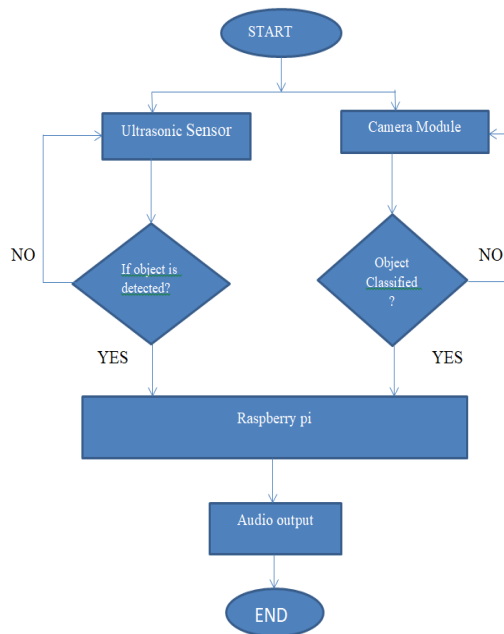 START
Ultrasonic Sensor
Camera Module
NO
If object is
detected?
Object
Classified
?
NO
YES
YES
Raspberry pi
Audio output
END